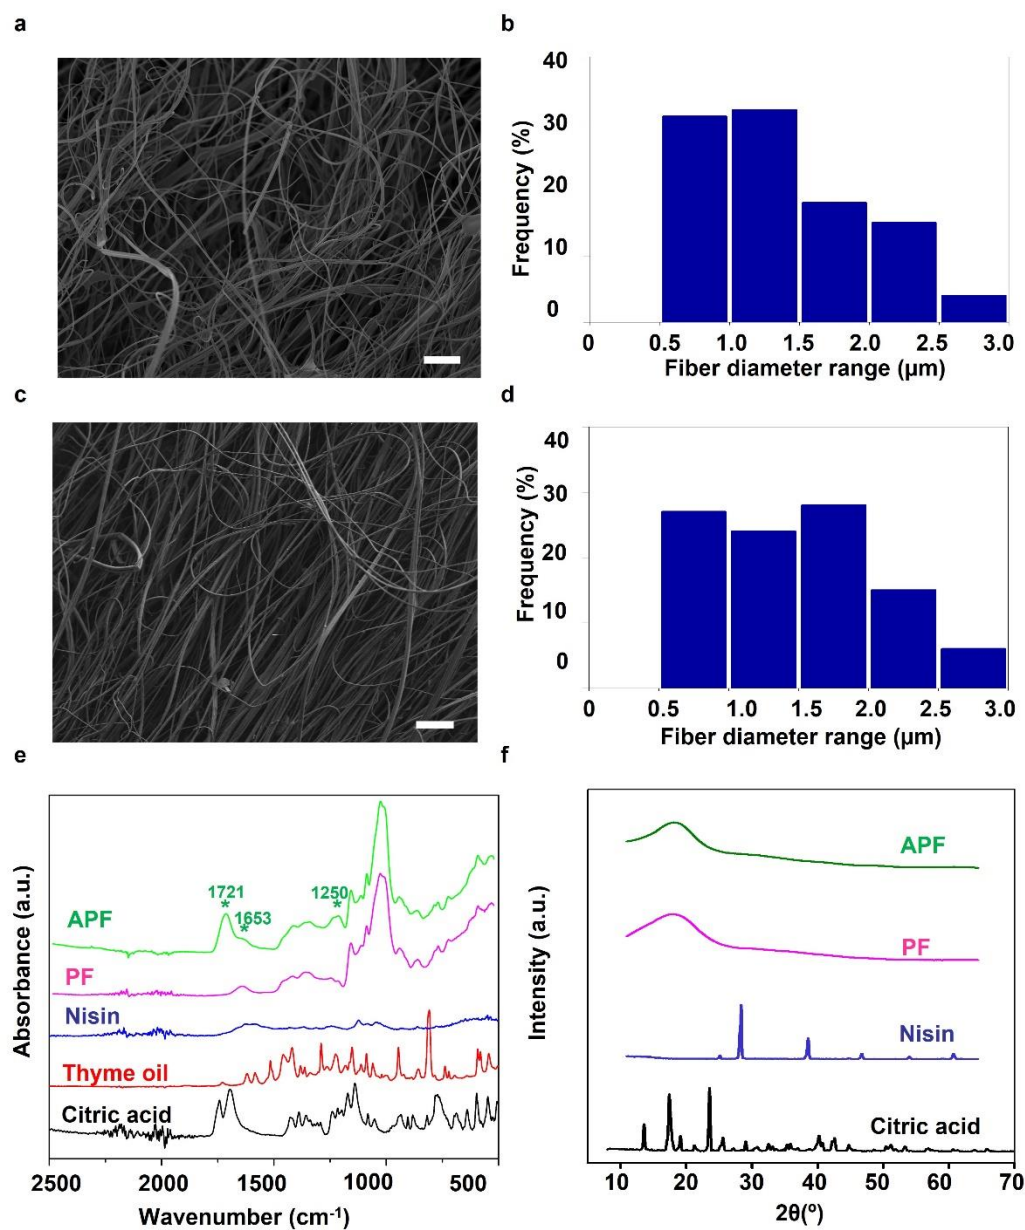 a
b
40
30
20
10
0
Frequency (%)
0 0.5 1.0 1.5 2.0 2.5 3.0
Fiber diameter range (µm)
c
d
40
30
20
10
0
Frequency (%)
0 0.5 1.0 1.5 2.0 2.5 3.0
Fiber diameter range (µm)
e
1721
*
1653
*
1250
*
APF
PF
Nisin
Thyme oil
Citric acid
Absorbance (a.u.)
2500 2000 1500 1000 500
Wavenumber (cm⁻¹)
f
APF
PF
Nisin
Citric acid
Intensity (a.u.)
10 20 30 40 50 60 70
2θ(º)